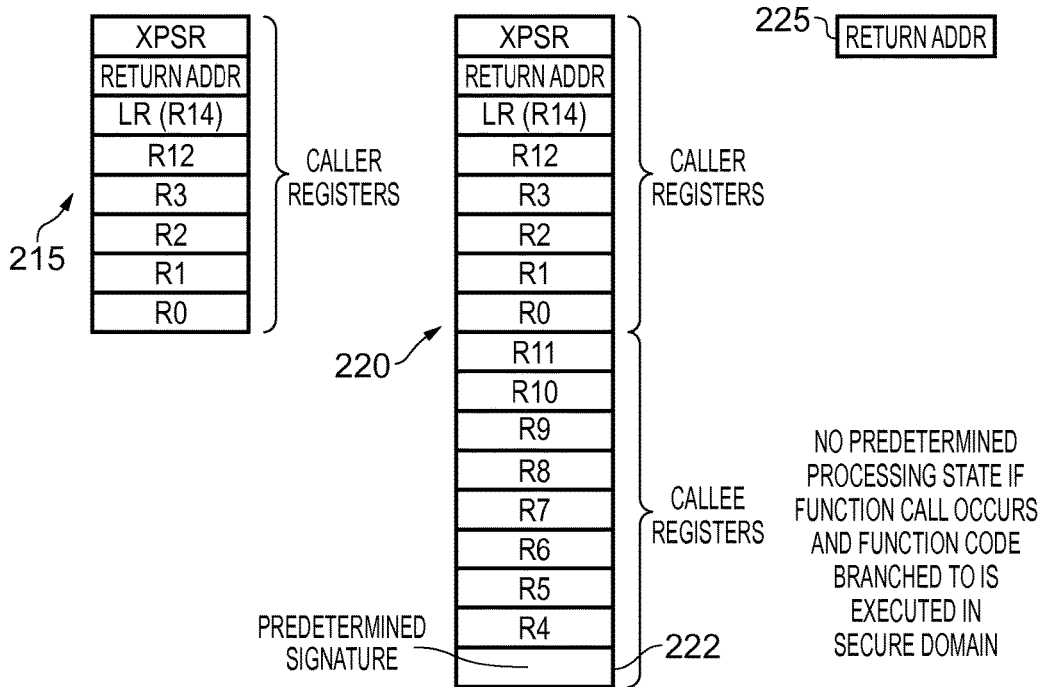 XPSR
RETURN ADDR
LR (R14)
R12
R3
R2
R1
R0
CALLER
REGISTERS
215
XPSR
RETURN ADDR
LR (R14)
R12
R3
R2
R1
R0
R11
R10
R9
R8
R7
R6
R5
R4
CALLER
REGISTERS
CALLEE
REGISTERS
220
PREDETERMINED
SIGNATURE
222
225
RETURN ADDR
NO PREDETERMINED
PROCESSING STATE IF
FUNCTION CALL OCCURS
AND FUNCTION CODE
BRANCHED TO IS
EXECUTED IN
SECURE DOMAIN